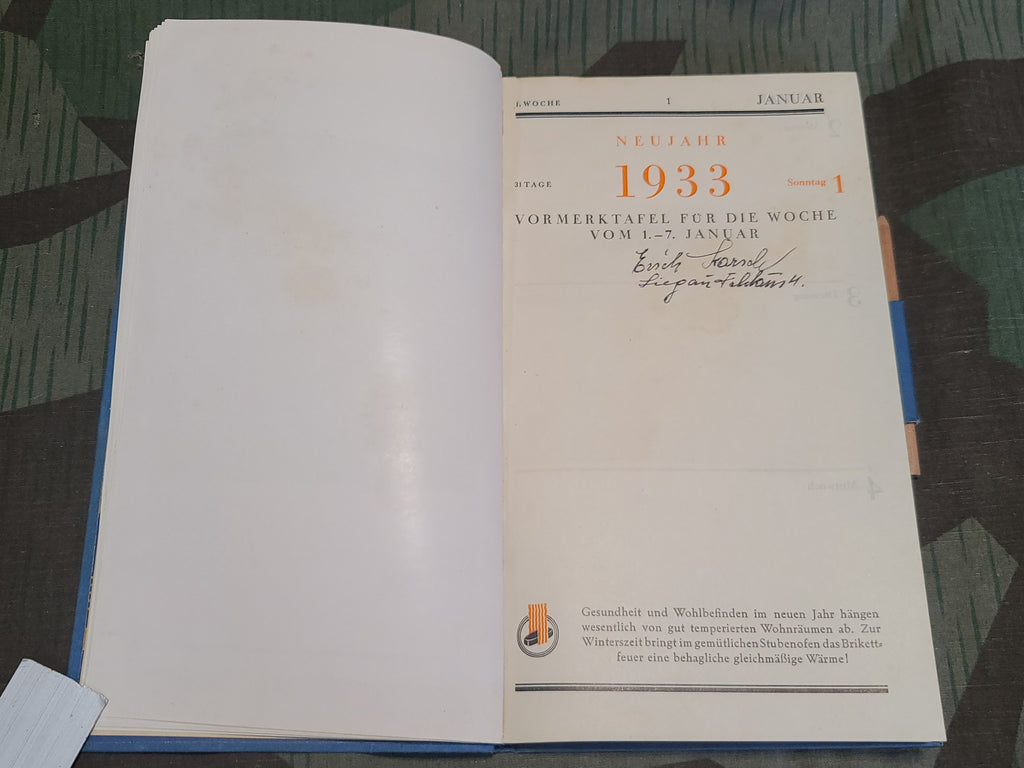 1. WOCHE 1 JANUAR
NEUJAHR
31 TAGE 1933 Sonntag 1
VORMERKTAFEL FÜR DIE WOCHE
VOM 1.–7. JANUAR
Erich
4.
Gesundheit und Wohlbefinden im neuen Jahr hängen
wesentlich von gut temperierten Wohnräumen ab. Zur
Winterszeit bringt im gemütlichen Stubenofen das Brikett=
feuer eine behagliche gleichmäßige Wärme!